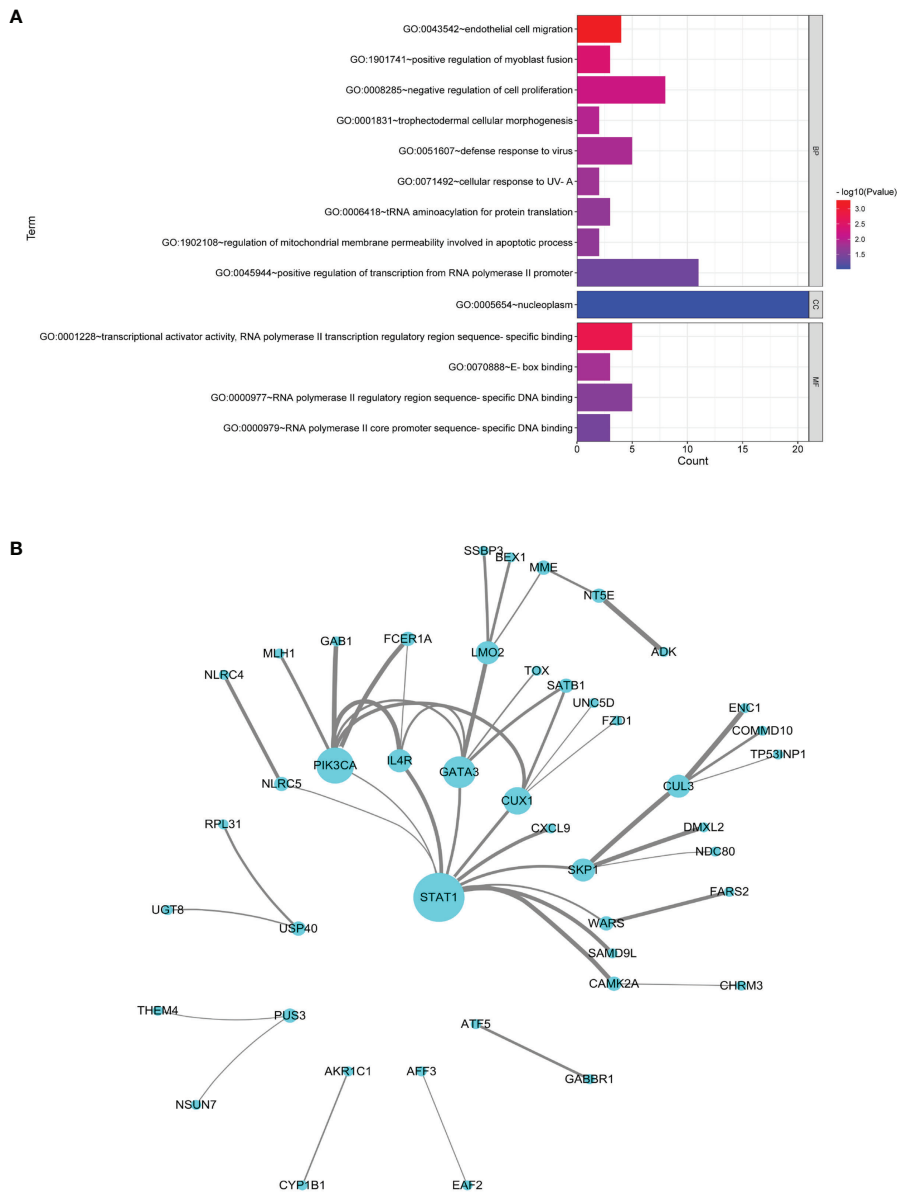 A
GO:0043542~endothelial cell migration
GO:1901741~positive regulation of myoblast fusion
GO:0008285~negative regulation of cell proliferation
GO:0001831~trophectodermal cellular morphogenesis
GO:0051607~defense response to virus
GO:0071492~cellular response to UV- A
GO:0006418~tRNA aminoacylation for protein translation
GO:1902108~regulation of mitochondrial membrane permeability involved in apoptotic process
GO:0045944~positive regulation of transcription from RNA polymerase II promoter
BP
GO:0005654~nucleoplasm
CC
GO:0001228~transcriptional activator activity, RNA polymerase II transcription regulatory region sequence- specific binding
GO:0070888~E- box binding
GO:0000977~RNA polymerase II regulatory region sequence- specific DNA binding
GO:0000979~RNA polymerase II core promoter sequence- specific DNA binding
MF
Term
0 5 10 15 20
Count
- log10(Pvalue)
3.0
2.5
2.0
1.5
B
SSBP3
BEX1
MME
NT5E
ADK
GAB1
FCER1A
MLH1
LMO2
NLRC4
TOX
SATB1
UNC5D
FZD1
ENC1
COMMD10
TP53INP1
PIK3CA
IL4R
GATA3
NLRC5
CUX1
CUL3
RPL31
CXCL9
DMXL2
NDC80
SKP1
STAT1
EARS2
UGT8
USP40
WARS
SAMD9L
CAMK2A
CHRM3
THEM4
PUS3
ATF5
AKR1C1
AFF3
GABBR1
NSUN7
CYP1B1
EAF2